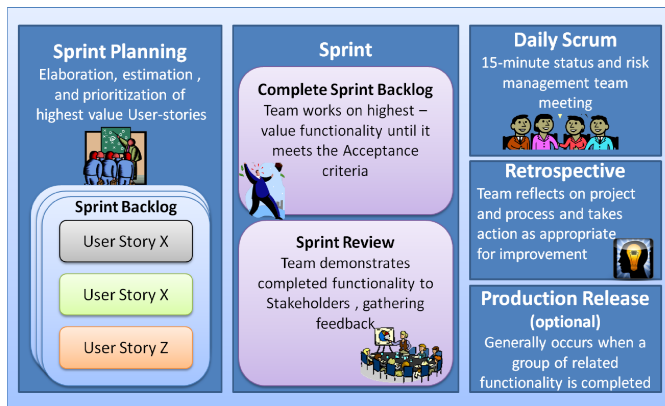 Sprint Planning
Elaboration, estimation ,
and prioritization of
highest value User-stories
Sprint Backlog
User Story X
User Story X
User Story Z
Sprint
Complete Sprint Backlog
Team works on highest –
value functionality until it
meets the Acceptance
criteria
Sprint Review
Team demonstrates
completed functionality to
Stakeholders , gathering
feedback
Daily Scrum
15-minute status and risk
management team
meeting
Retrospective
Team reflects on project
and process and takes
action as appropriate
for improvement
Production Release
(optional)
Generally occurs when a
group of related
functionality is completed